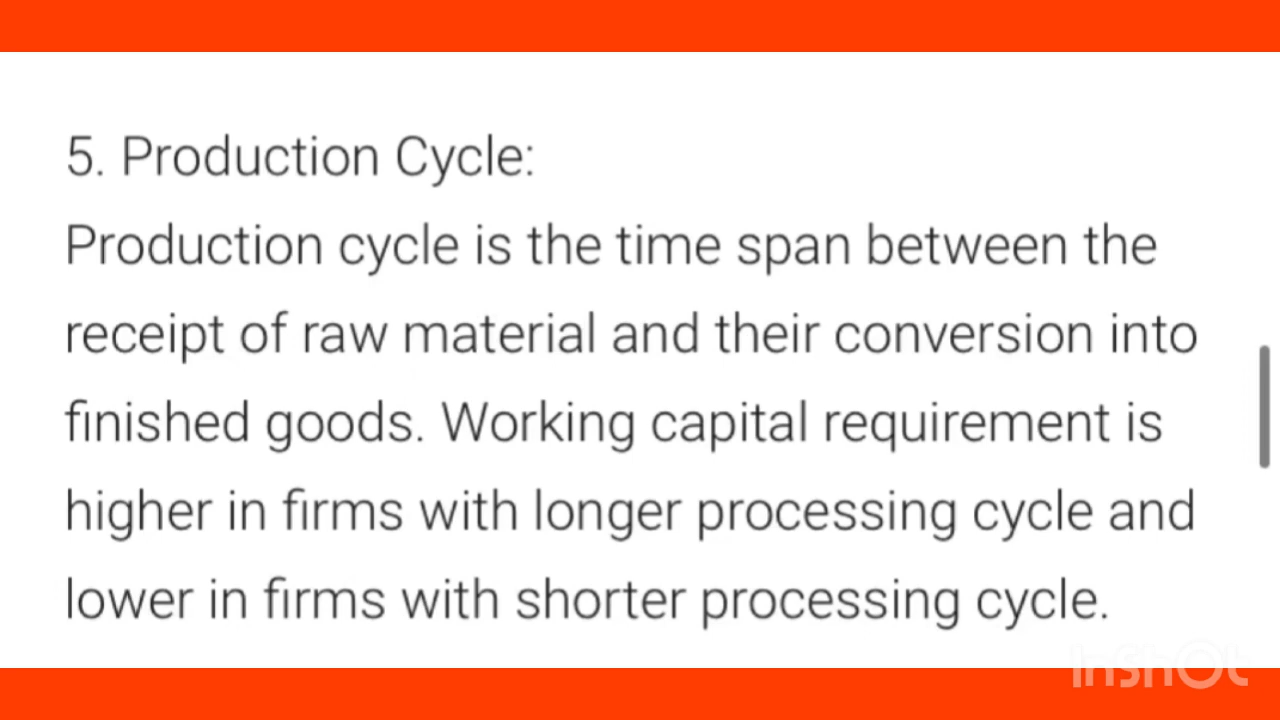 5. Production Cycle:
Production cycle is the time span between the
receipt of raw material and their conversion into
finished goods. Working capital requirement is
higher in firms with longer processing cycle and
lower in firms with shorter processing cycle.
InShOt